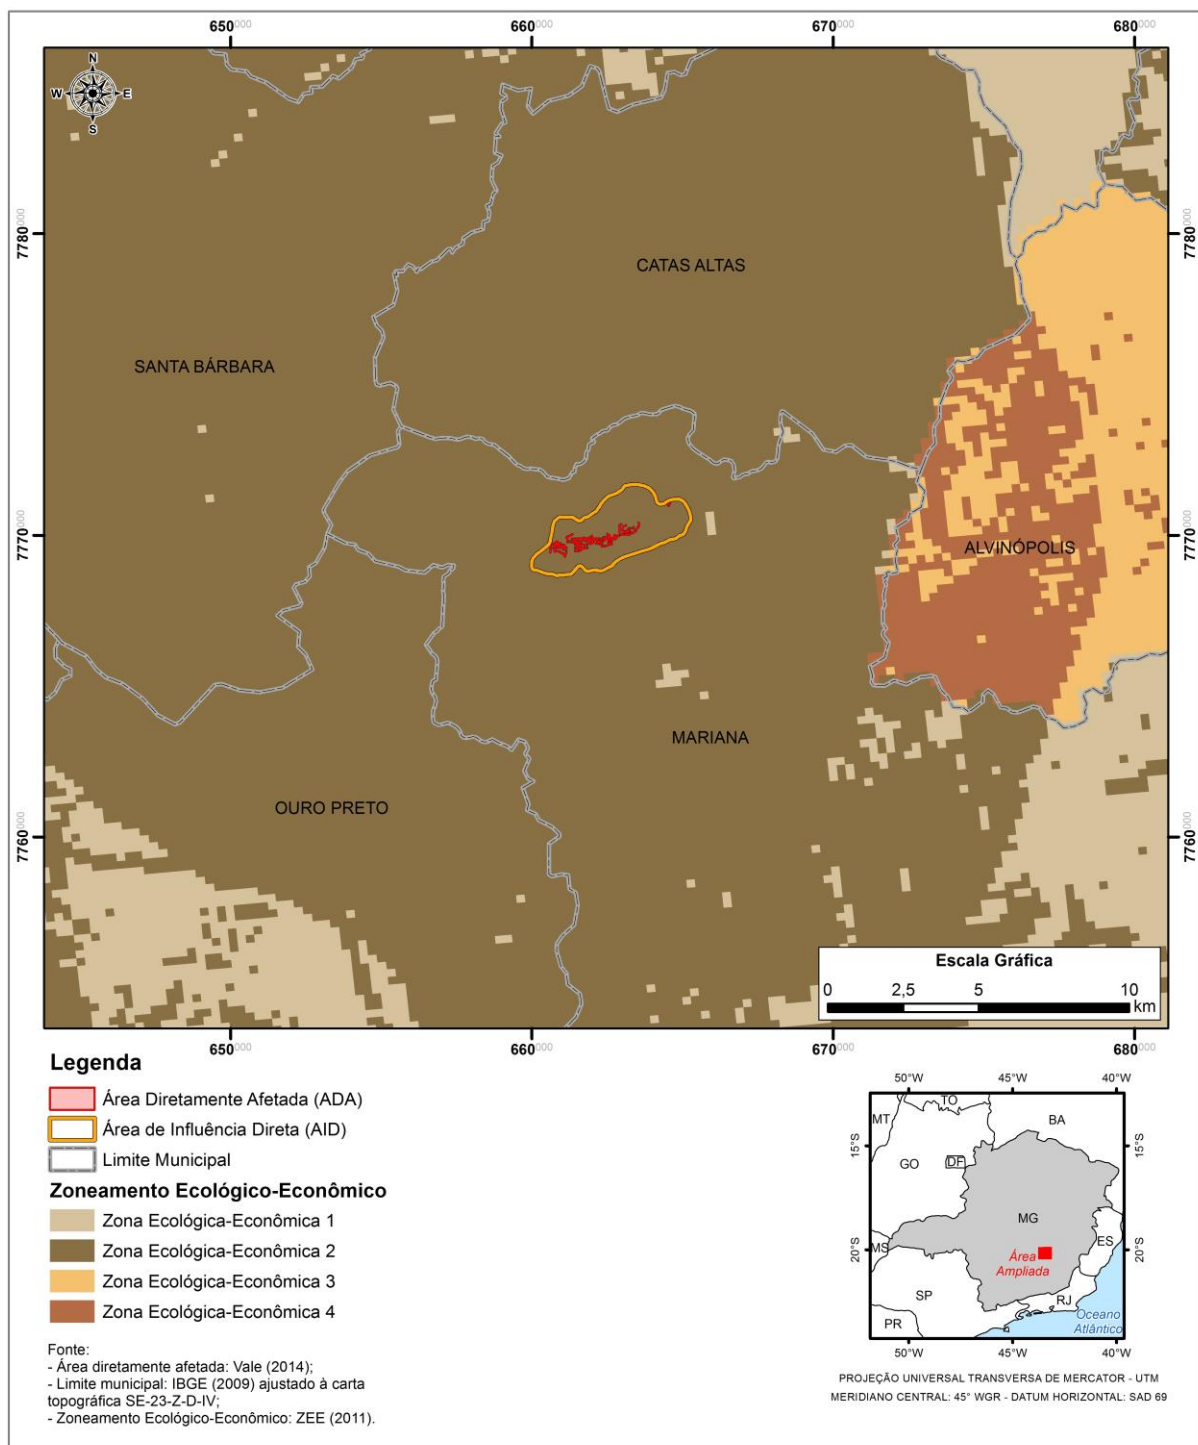 650000 660000 670000 680000
N
W E
S
7780000 7780000
CATAS ALTAS
SANTA BÁRBARA
7770000 7770000
ALVINÓPOLIS
MARIANA
OURO PRETO
7760000 7760000
Escala Gráfica
0 2,5 5 10
km
650000 660000 670000 680000
Legenda
Área Diretamente Afetada (ADA)
Área de Influência Direta (AID)
Limite Municipal
Zoneamento Ecológico-Econômico
Zona Ecológica-Econômica 1
Zona Ecológica-Econômica 2
Zona Ecológica-Econômica 3
Zona Ecológica-Econômica 4
Fonte:
- Área diretamente afetada: Vale (2014);
- Limite municipal: IBGE (2009) ajustado à carta
topográfica SE-23-Z-D-IV;
- Zoneamento Ecológico-Econômico: ZEE (2011).
50°W 45°W 40°W
TO
MT BA
15°S 15°S
GO DF
MG
ES
MS
20°S 20°S
Área
Ampliada
SP RJ
PR
Oceano
Atlântico
50°W 45°W 40°W
PROJEÇÃO UNIVERSAL TRANSVERSA DE MERCATOR - UTM
MERIDIANO CENTRAL: 45° WGR - DATUM HORIZONTAL: SAD 69